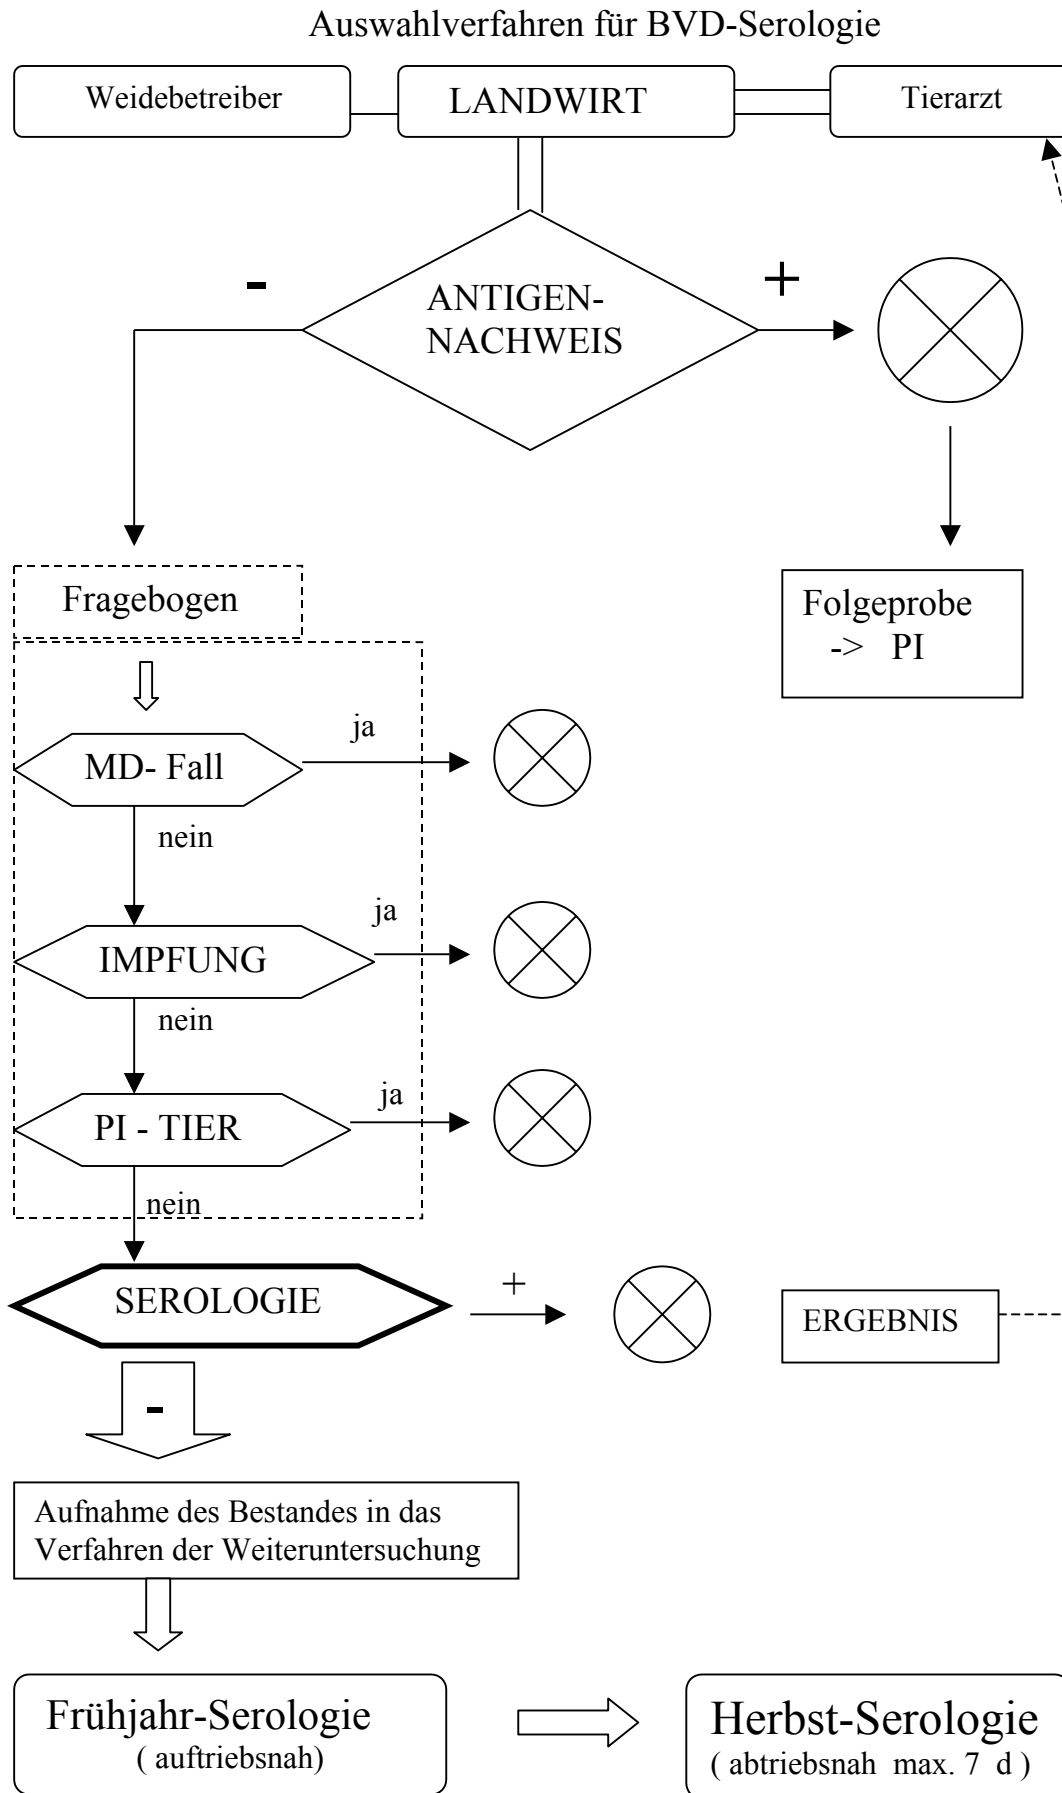 Auswahlverfahren für BVD-Serologie
Weidebetreiber
LANDWIRT
Tierarzt
-
+
ANTIGEN-
NACHWEIS
Fragebogen
Folgeprobe
-> PI
ja
MD- Fall
nein
ja
IMPFUNG
nein
ja
PI - TIER
nein
SEROLOGIE
+
ERGEBNIS
-
Aufnahme des Bestandes in das
Verfahren der Weiteruntersuchung
Frühjahr-Serologie
( auftriebsnah)
Herbst-Serologie
( abtriebsnah max. 7 d )